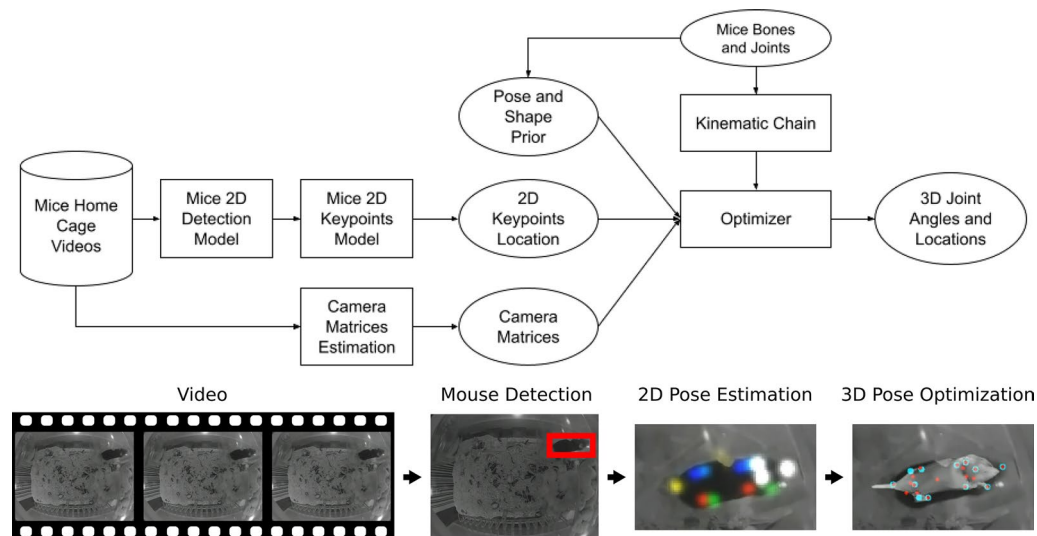 Mice Bones
and Joints
Pose and
Shape
Prior
Kinematic Chain
Mice Home
Cage
Videos
Mice 2D
Detection
Model
Mice 2D
Keypoints
Model
2D
Keypoints
Location
Optimizer
3D Joint
Angles and
Locations
Camera
Matrices
Estimation
Camera
Matrices
Video
Mouse Detection
2D Pose Estimation
3D Pose Optimization